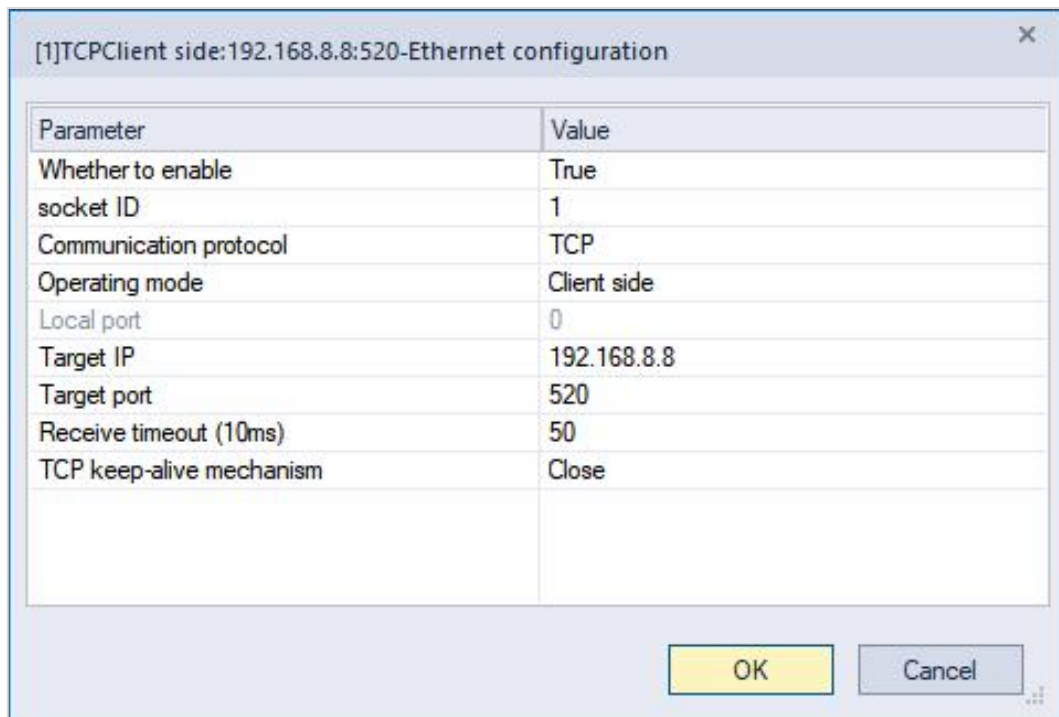 [1]TCPClient side:192.168.8.8:520-Ethernet configuration
Parameter Value
Whether to enable True
socket ID 1
Communication protocol TCP
Operating mode Client side
Local port 0
Target IP 192.168.8.8
Target port 520
Receive timeout (10ms) 50
TCP keep-alive mechanism Close
OK Cancel